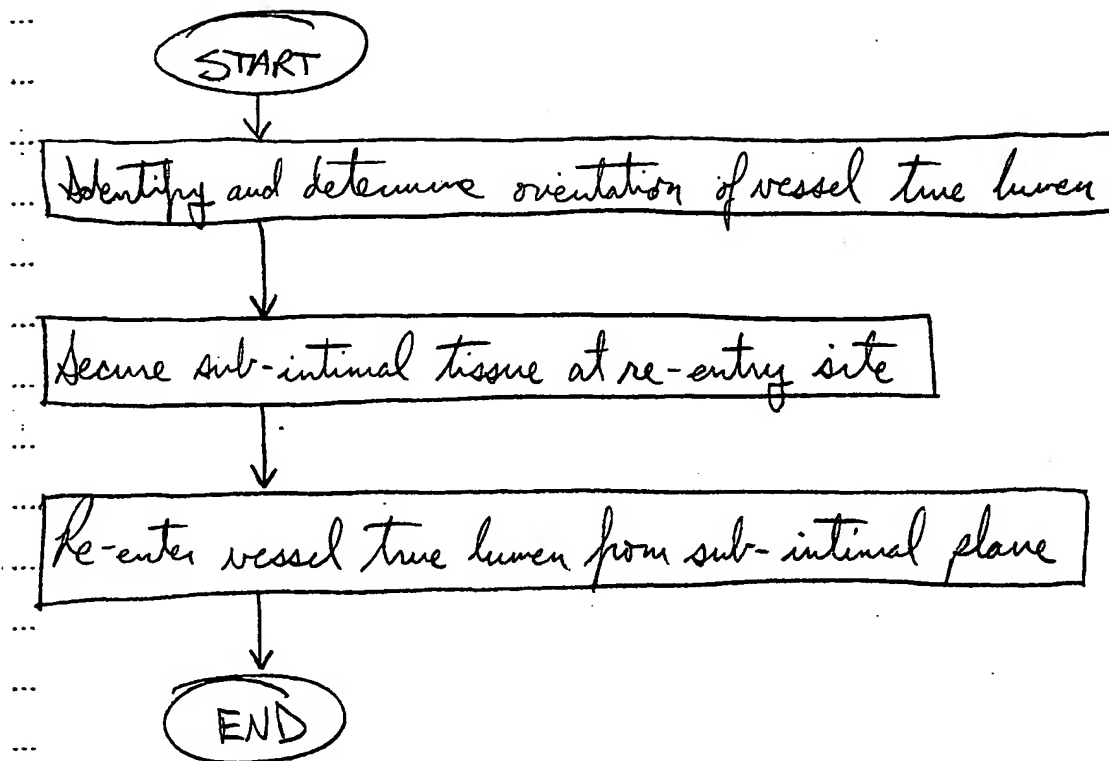 START
Identify and determine orientation of vessel true lumen
Secure sub-intimal tissue at re-entry site
Re-enter vessel true lumen from sub-intimal plane
END